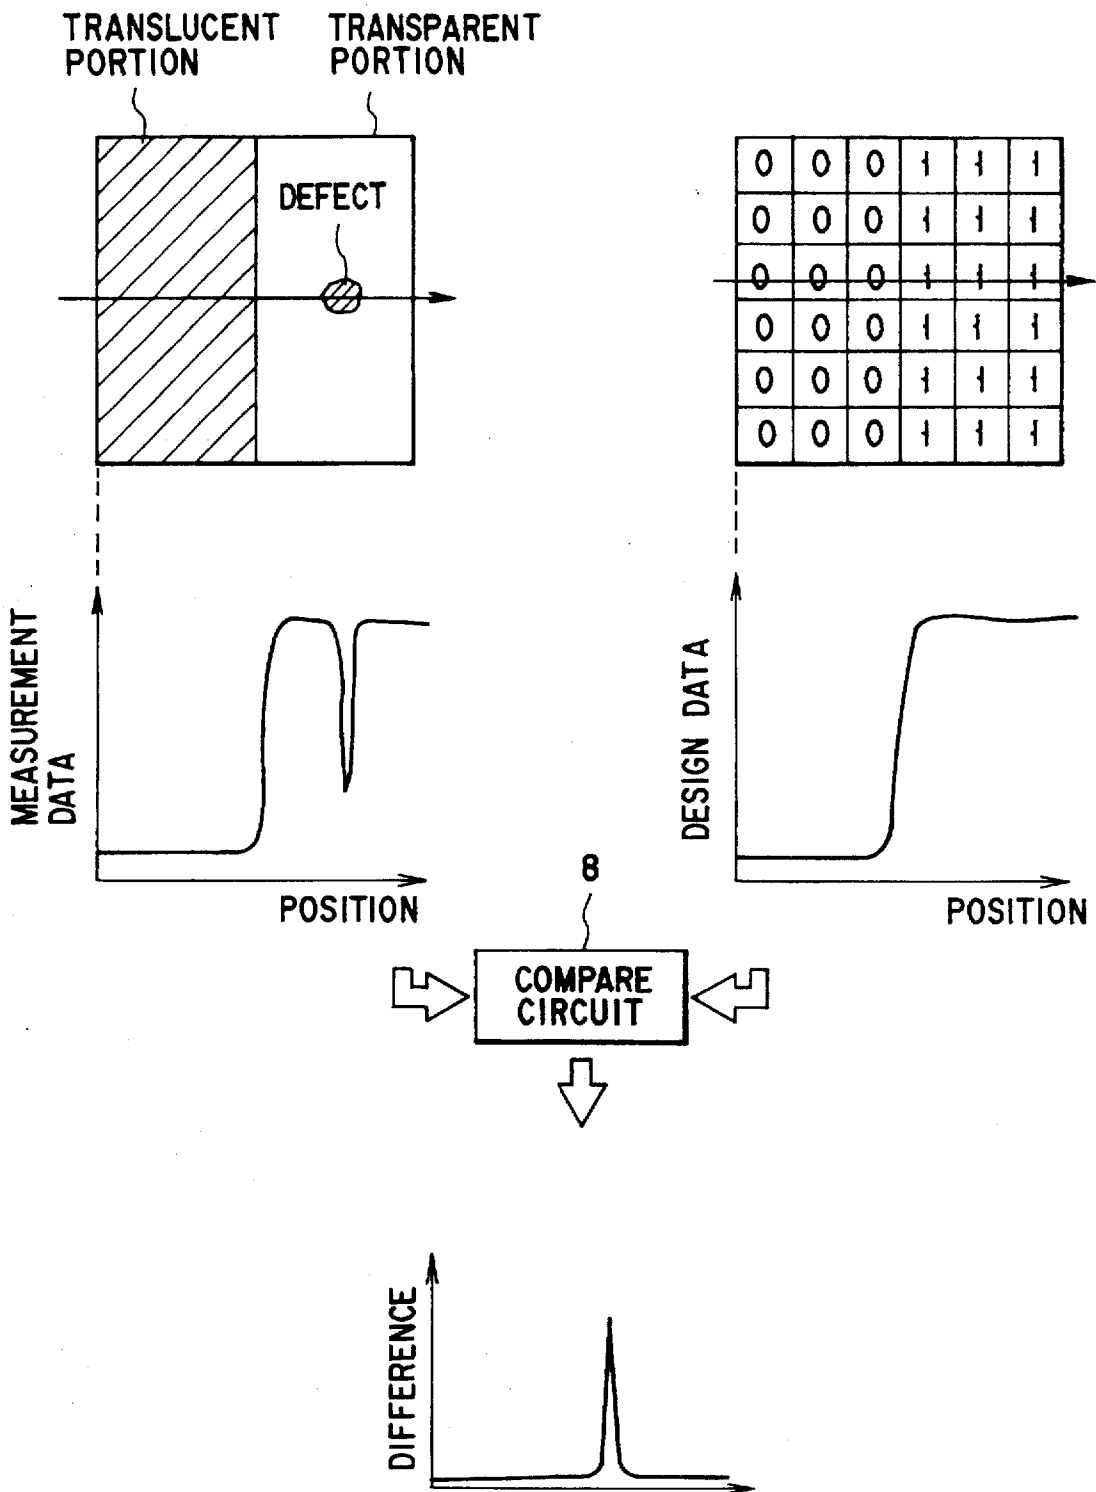 TRANSLUCENT PORTION
TRANSPARENT PORTION
DEFECT
0 0 0 1 1 1
0 0 0 1 1 1
0 0 0 1 1 1
0 0 0 1 1 1
0 0 0 1 1 1
0 0 0 1 1 1
MEASUREMENT
DATA
POSITION
DESIGN DATA
POSITION
8
COMPARE
CIRCUIT
DIFFERENCE